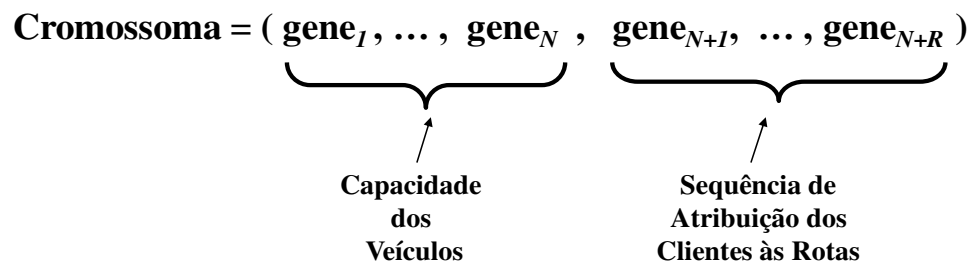 Cromossoma = ( gene1, … , geneN , geneN+1, … , geneN+R )
Capacidade
dos
Veículos
Sequência de
Atribuição dos
Clientes às Rotas